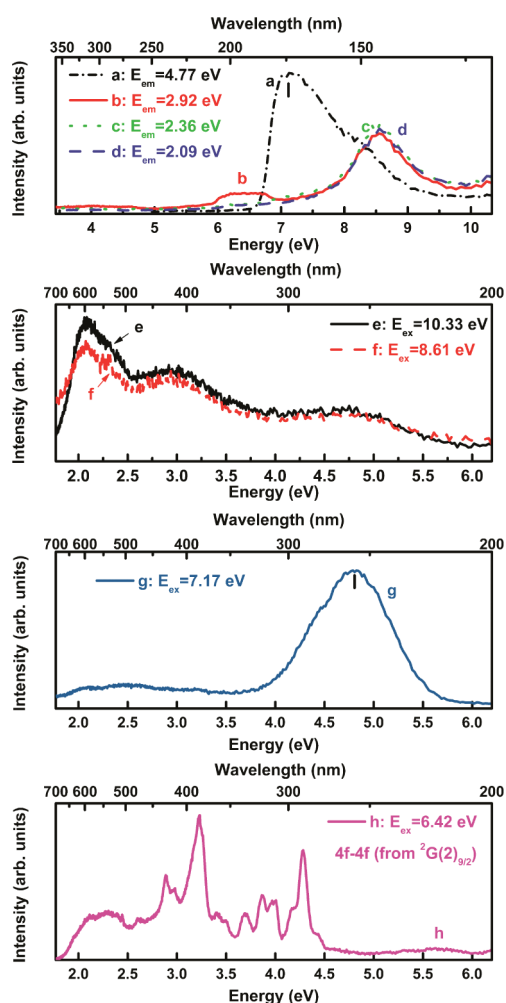 Wavelength (nm)
350 300 250 200 150
a: E_em=4.77 eV
b: E_em=2.92 eV
c: E_em=2.36 eV
d: E_em=2.09 eV
a
b
c
d
Intensity (arb. units)
4 5 6 7 8 9 10
Energy (eV)
Wavelength (nm)
700 600 500 400 300 200
e: E_ex=10.33 eV
f: E_ex=8.61 eV
e
f
Intensity (arb. units)
2.0 2.5 3.0 3.5 4.0 4.5 5.0 5.5 6.0
Energy (eV)
Wavelength (nm)
700 600 500 400 300 200
g: E_ex=7.17 eV
g
Intensity (arb. units)
2.0 2.5 3.0 3.5 4.0 4.5 5.0 5.5 6.0
Energy (eV)
Wavelength (nm)
700 600 500 400 300 200
h: E_ex=6.42 eV
4f-4f (from ²G(2)_9/2)
h
Intensity (arb. units)
2.0 2.5 3.0 3.5 4.0 4.5 5.0 5.5 6.0
Energy (eV)